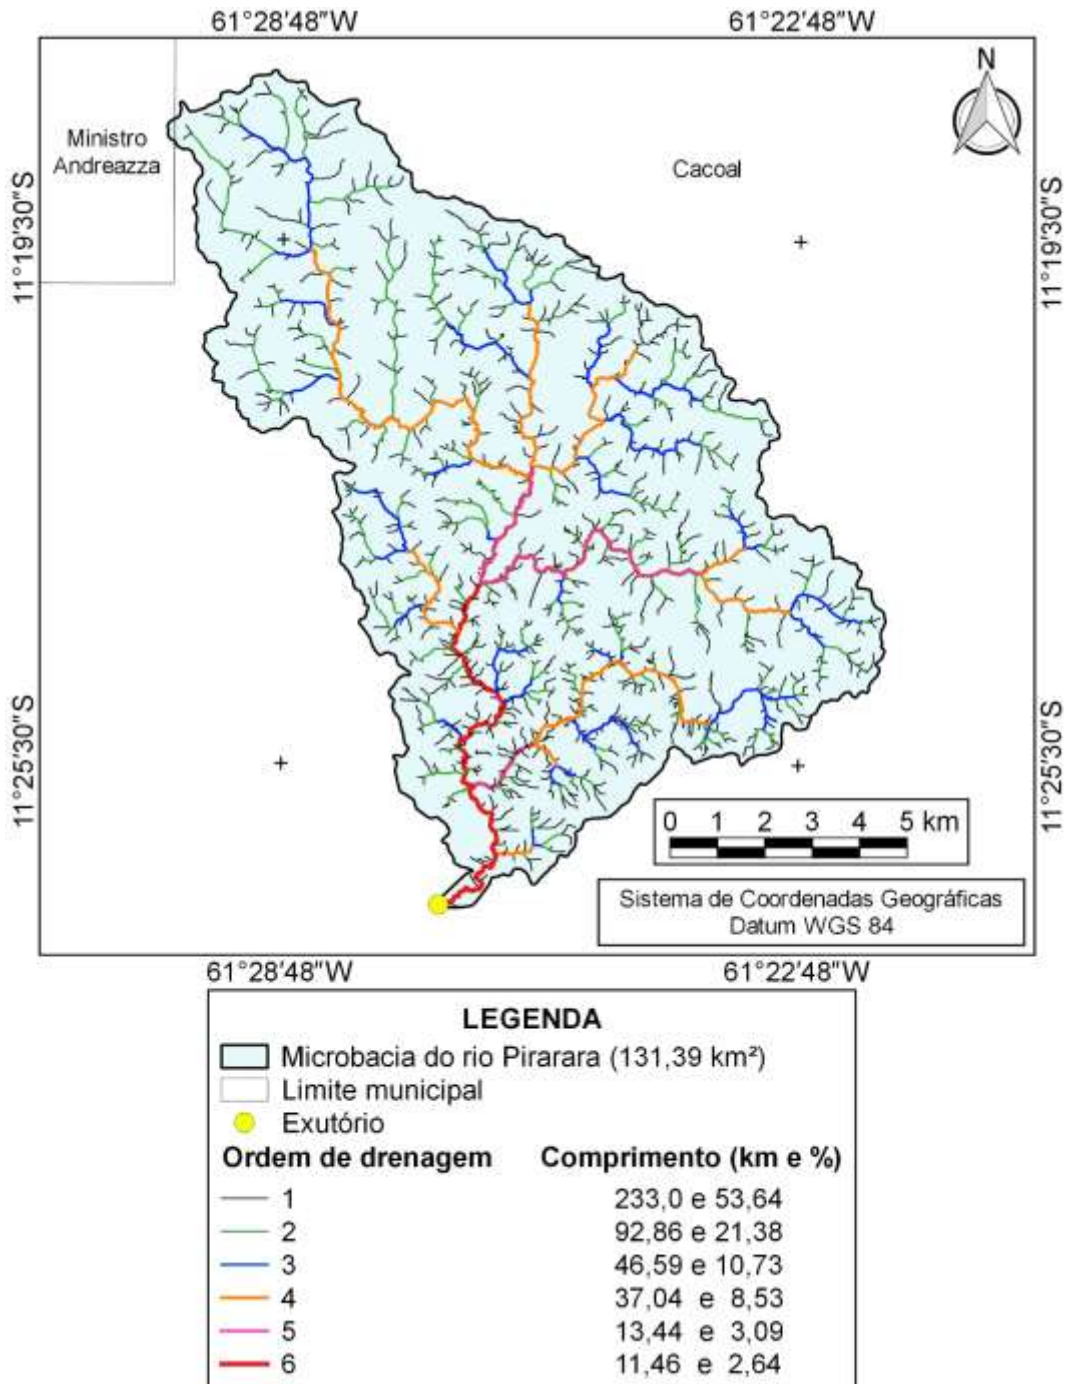 61°28'48"W 61°22'48"W
N
Ministro
Andreazza
Cacoal
11°19'30"S 11°19'30"S
11°25'30"S 11°25'30"S
0 1 2 3 4 5 km
Sistema de Coordenadas Geográficas
Datum WGS 84
61°28'48"W 61°22'48"W
LEGENDA
Microbacia do rio Pirarara (131,39 km²)
Limite municipal
Exutório
Ordem de drenagem Comprimento (km e %)
1 233,0 e 53,64
2 92,86 e 21,38
3 46,59 e 10,73
4 37,04 e 8,53
5 13,44 e 3,09
6 11,46 e 2,64